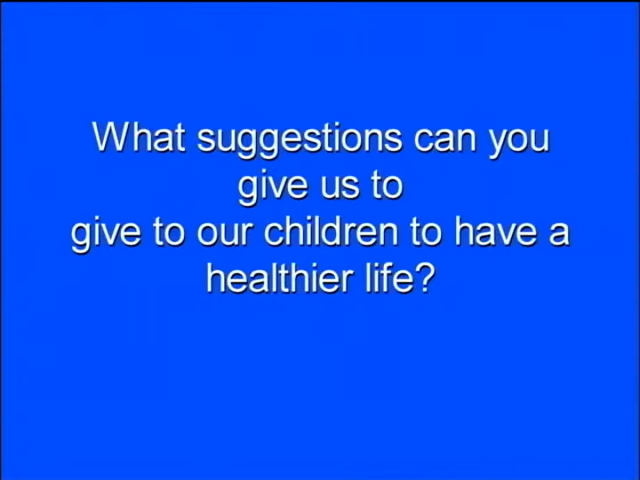 What suggestions can you
give us to
give to our children to have a
healthier life?